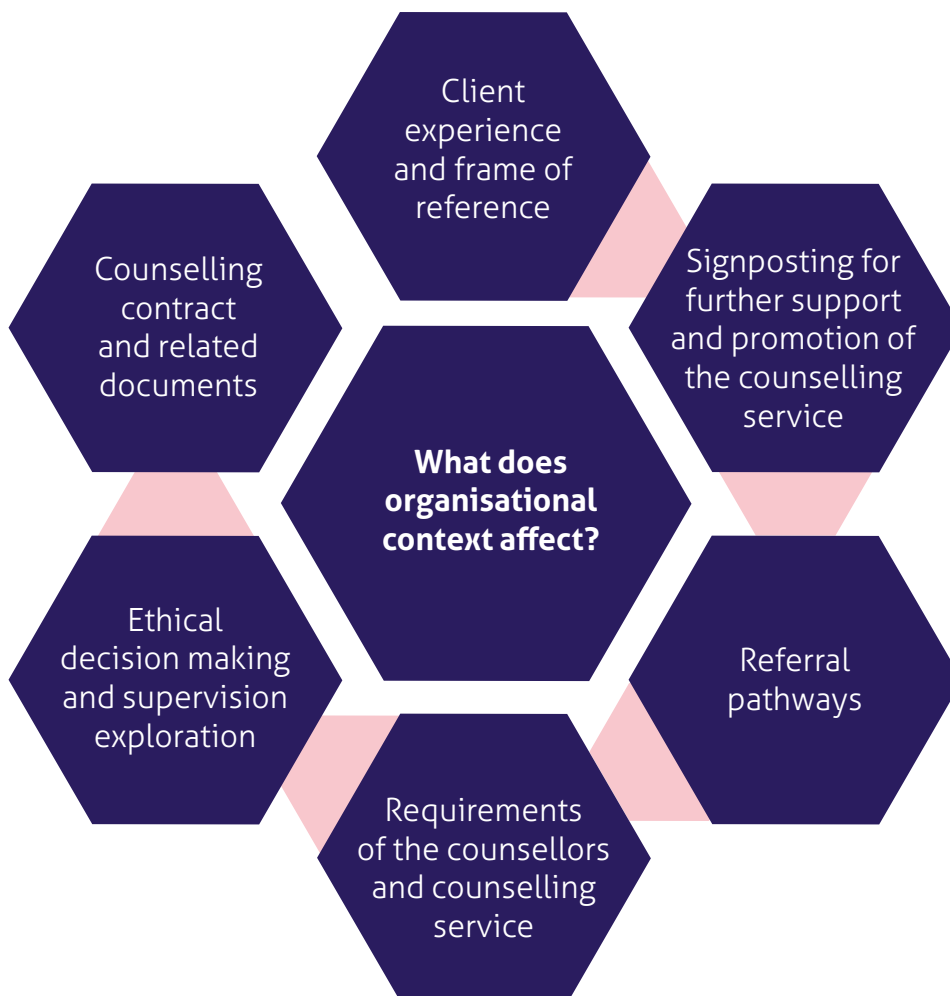 What does
organisational
context affect?
Client
experience
and frame of
reference
Signposting for
further support
and promotion of
the counselling
service
Referral
pathways
Requirements
of the counsellors
and counselling
service
Ethical
decision making
and supervision
exploration
Counselling
contract
and related
documents